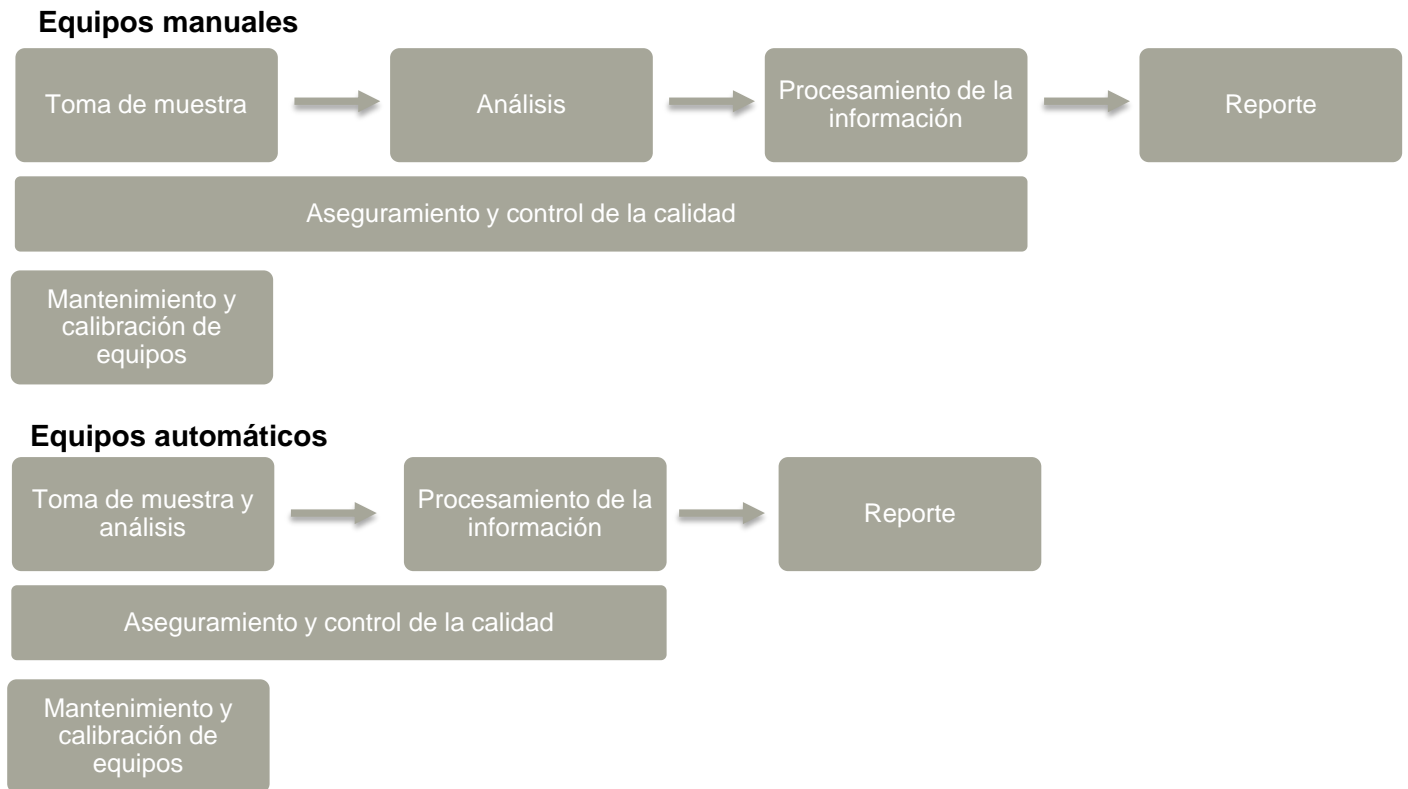 Equipos manuales
Toma de muestra
Análisis
Procesamiento de la
información
Reporte
Aseguramiento y control de la calidad
Mantenimiento y
calibración de
equipos
Equipos automáticos
Toma de muestra y
análisis
Procesamiento de la
información
Reporte
Aseguramiento y control de la calidad
Mantenimiento y
calibración de
equipos